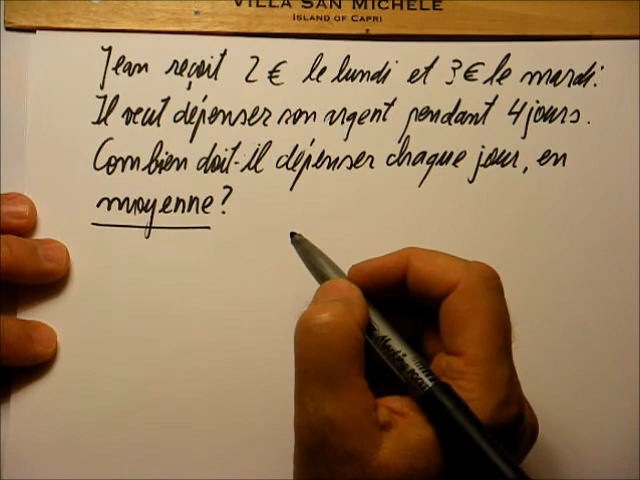 VILLA SAN MICHELE
ISLAND OF CAPRI
Jean reçoit 2 € le lundi et 3 € le mardi.
Il veut dépenser son argent pendant 4 jours.
Combien doit-il dépenser chaque jour, en
moyenne ?